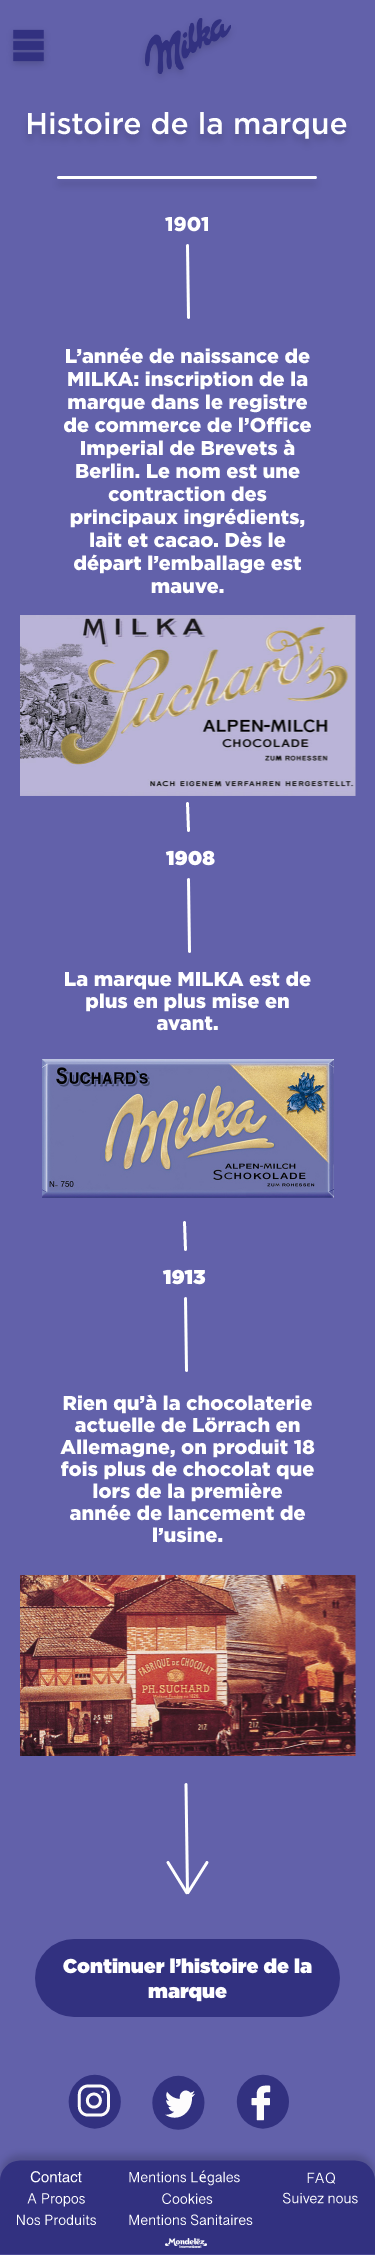 Milka
Histoire de la marque
1901
L’année de naissance de
MILKA: inscription de la
marque dans le registre
de commerce de l’Office
Imperial de Brevets à
Berlin. Le nom est une
contraction des
principaux ingrédients,
lait et cacao. Dès le
départ l’emballage est
mauve.
MILKA
Suchard's
ALPEN-MILCH
CHOCOLADE
ZUM ROHESSEN
NACH EIGENEM VERFAHREN HERGESTELLT.
1908
La marque MILKA est de
plus en plus mise en
avant.
SUCHARD'S
Milka
ALPEN-MILCH
SCHOKOLADE
ZUM ROHESSEN
N- 750
1913
Rien qu’à la chocolaterie
actuelle de Lörrach en
Allemagne, on produit 18
fois plus de chocolat que
lors de la première
année de lancement de
l’usine.
FABRIQUE DE CHOCOLAT
PH. SUCHARD
217
217
Continuer l’histoire de la
marque
Contact Mentions Légales FAQ
A Propos Cookies Suivez nous
Nos Produits Mentions Sanitaires
Mondelēz
International